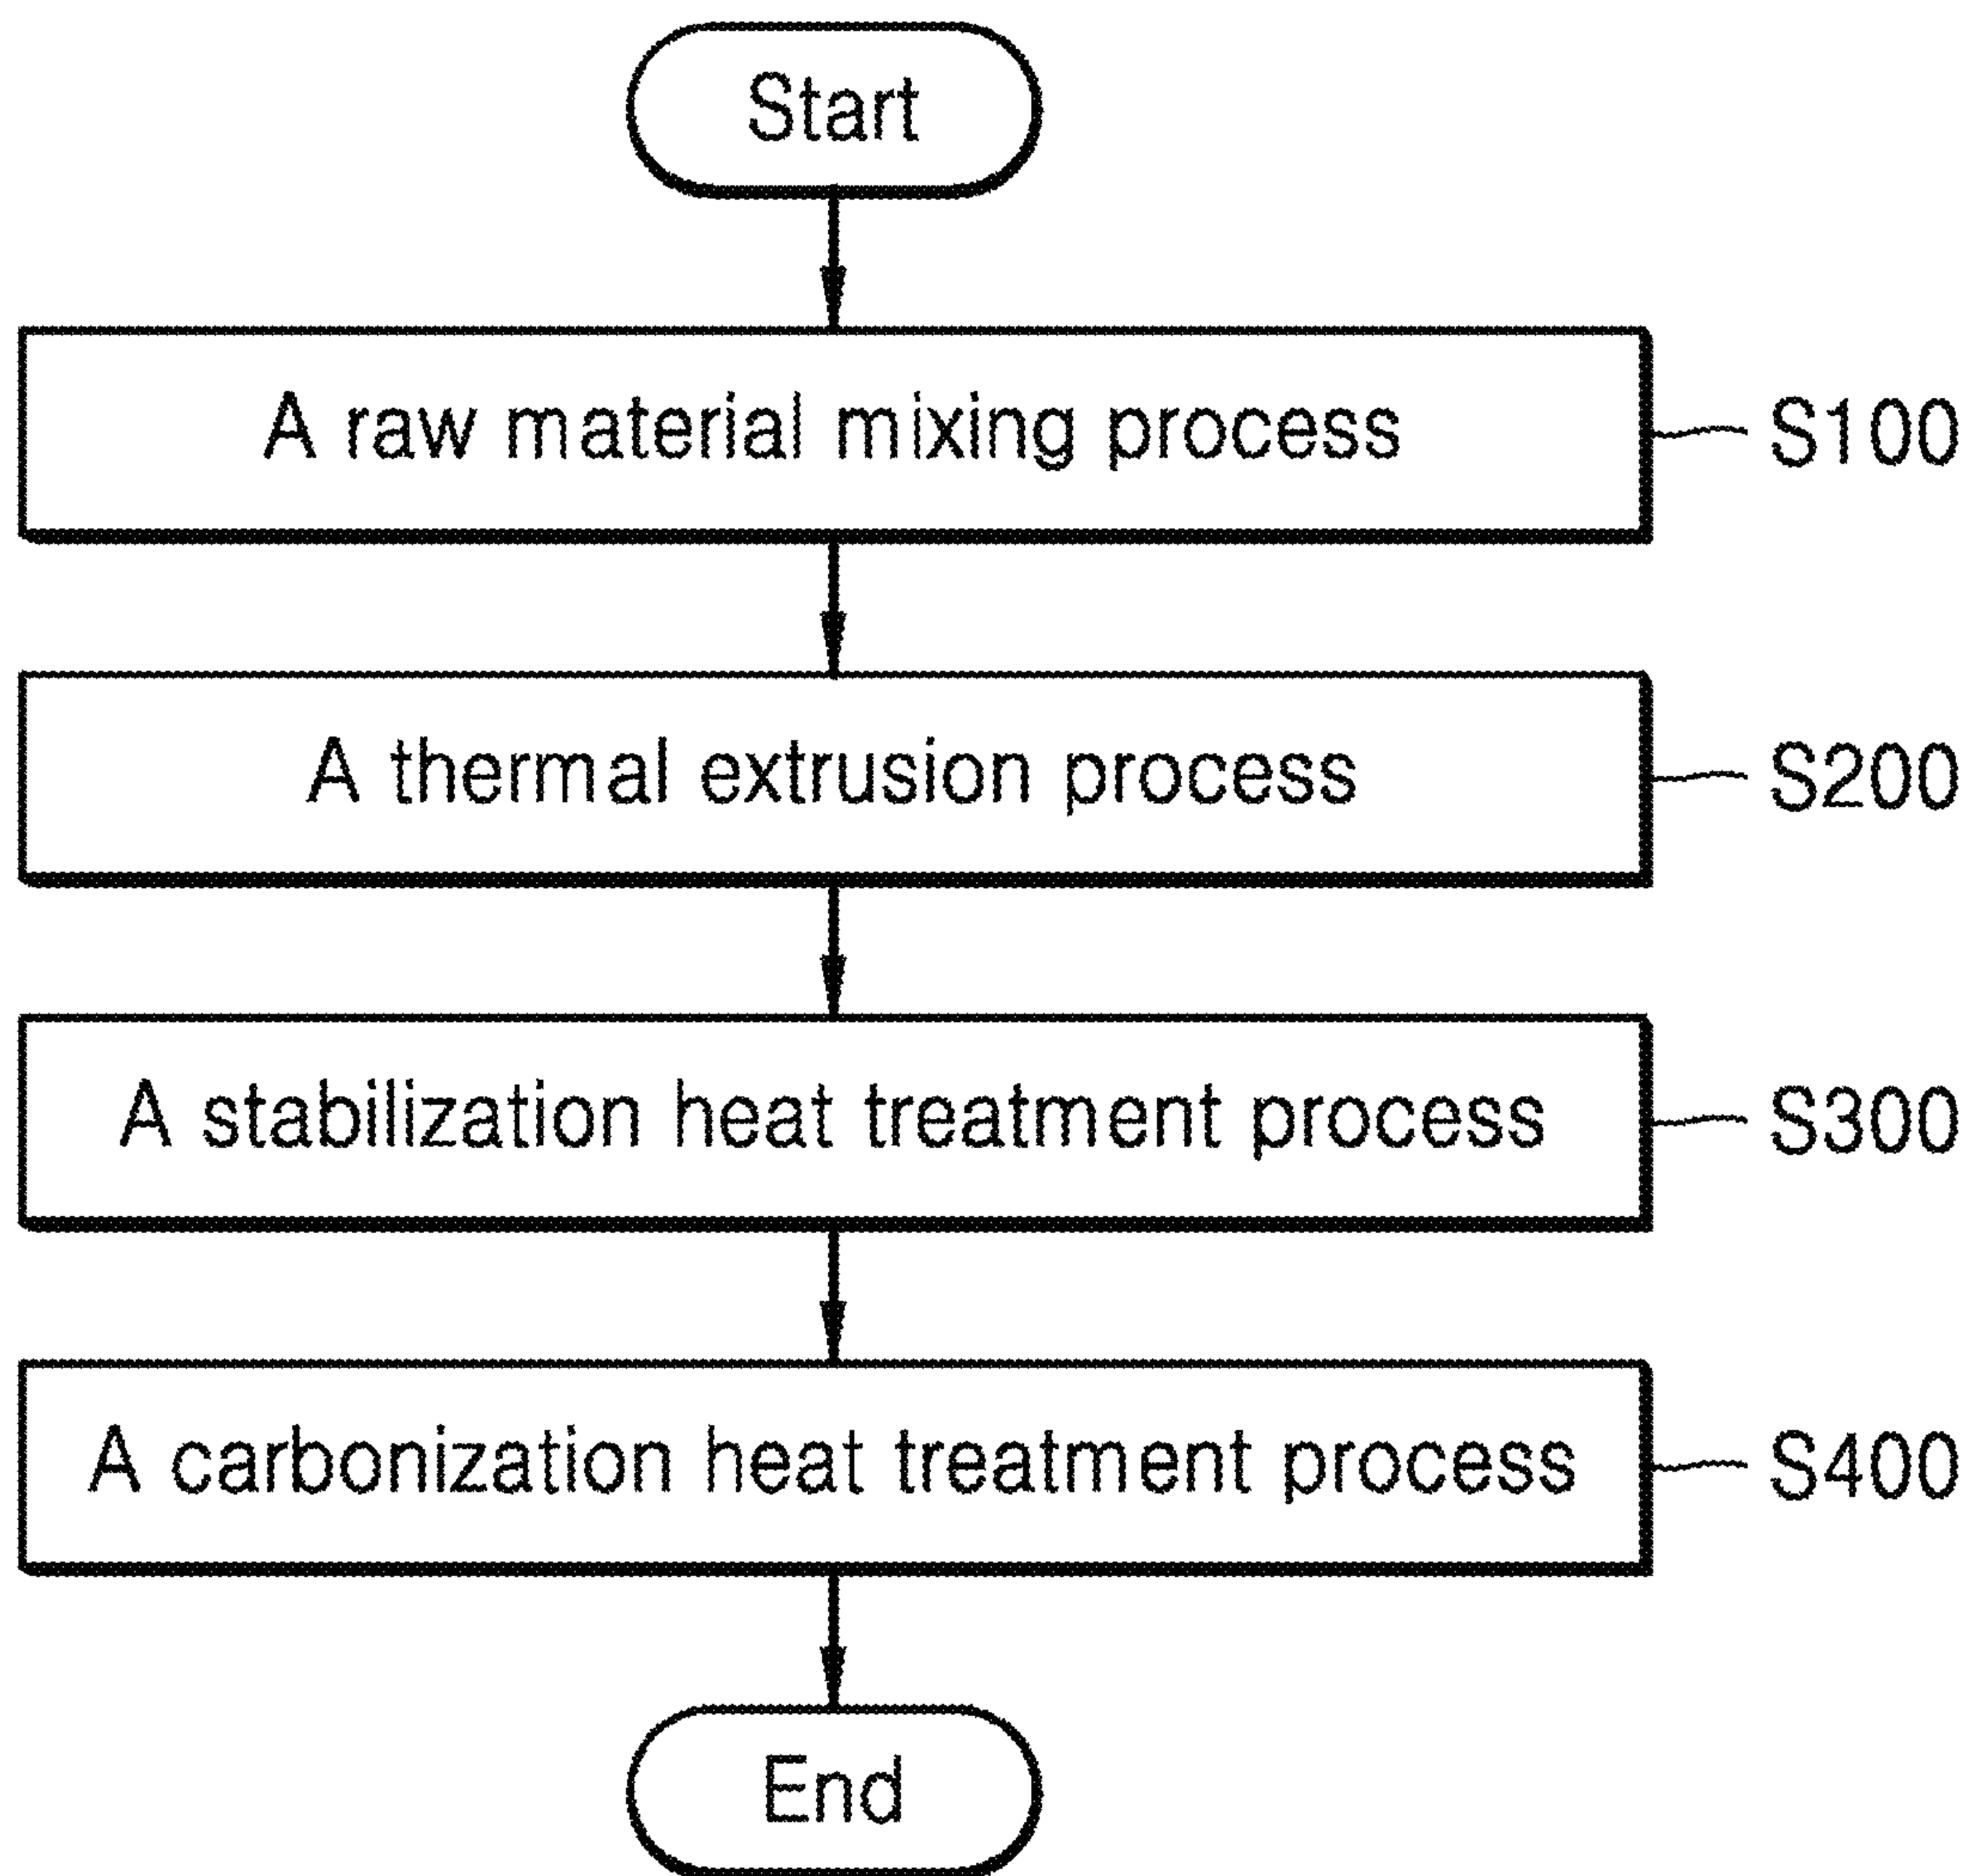 Start
A raw material mixing process S100
A thermal extrusion process S200
A stabilization heat treatment process S300
A carbonization heat treatment process S400
End